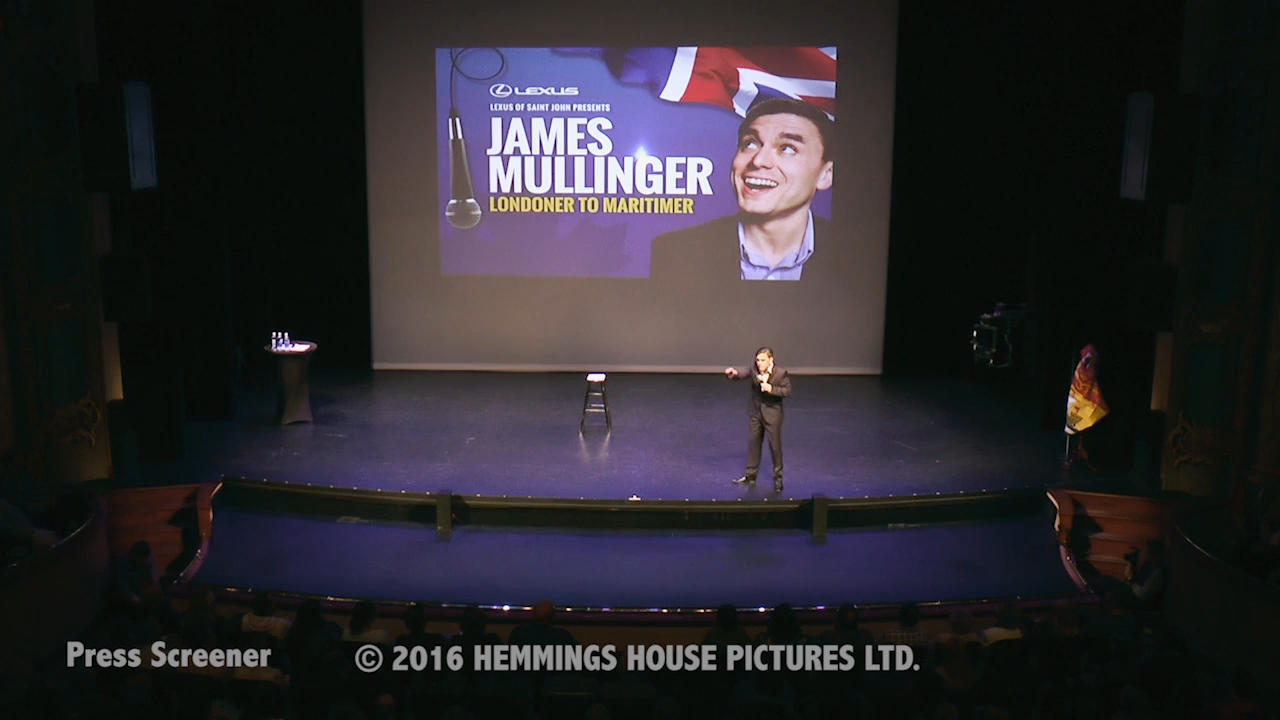 LEXUS
LEXUS OF SAINT JOHN PRESENTS
JAMES
MULLINGER
LONDONER TO MARITIMER
Press Screener © 2016 HEMMINGS HOUSE PICTURES LTD.